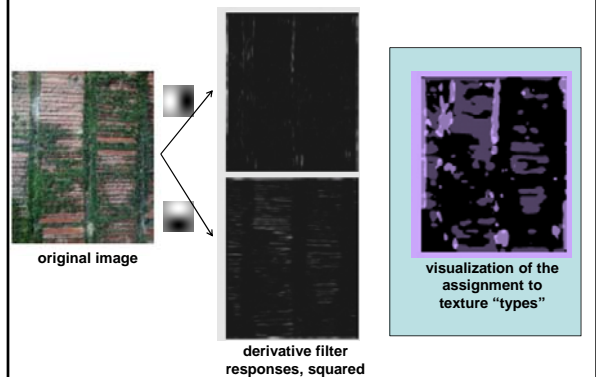 original image
derivative filter
responses, squared
visualization of the
assignment to
texture “types”